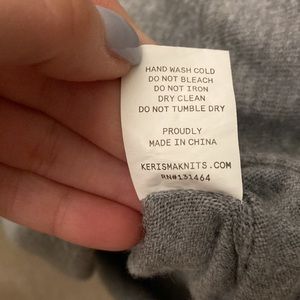 HAND WASH COLD
DO NOT BLEACH
DO NOT IRON
DRY CLEAN
DO NOT TUMBLE DRY
PROUDLY
MADE IN CHINA
KERISMAKNITS.COM
RN#131464